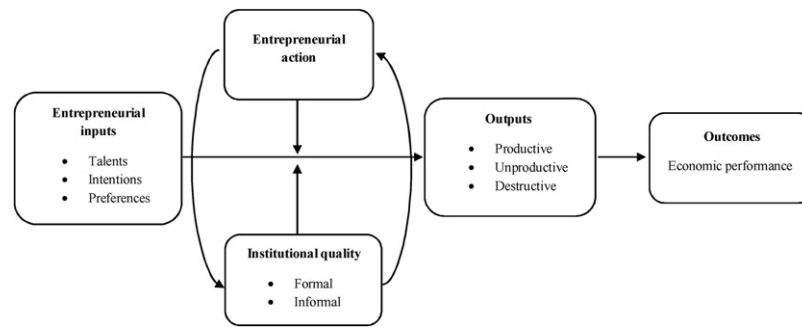 Entrepreneurial
action
Entrepreneurial
inputs
• Talents
• Intentions
• Preferences
Outputs
• Productive
• Unproductive
• Destructive
Outcomes
Economic performance
Institutional quality
• Formal
• Informal